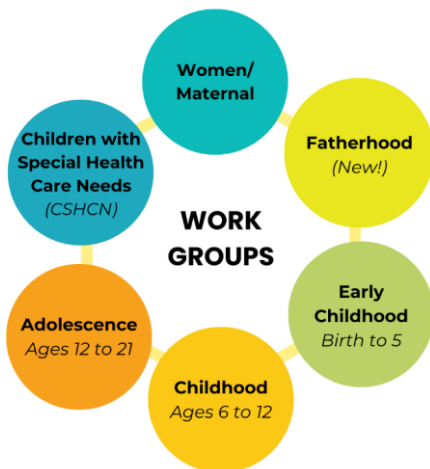 Women/
Maternal
Fatherhood
(New!)
Early
Childhood
Birth to 5
Childhood
Ages 6 to 12
Adolescence
Ages 12 to 21
Children with
Special Health
Care Needs
(CSHCN)
WORK
GROUPS